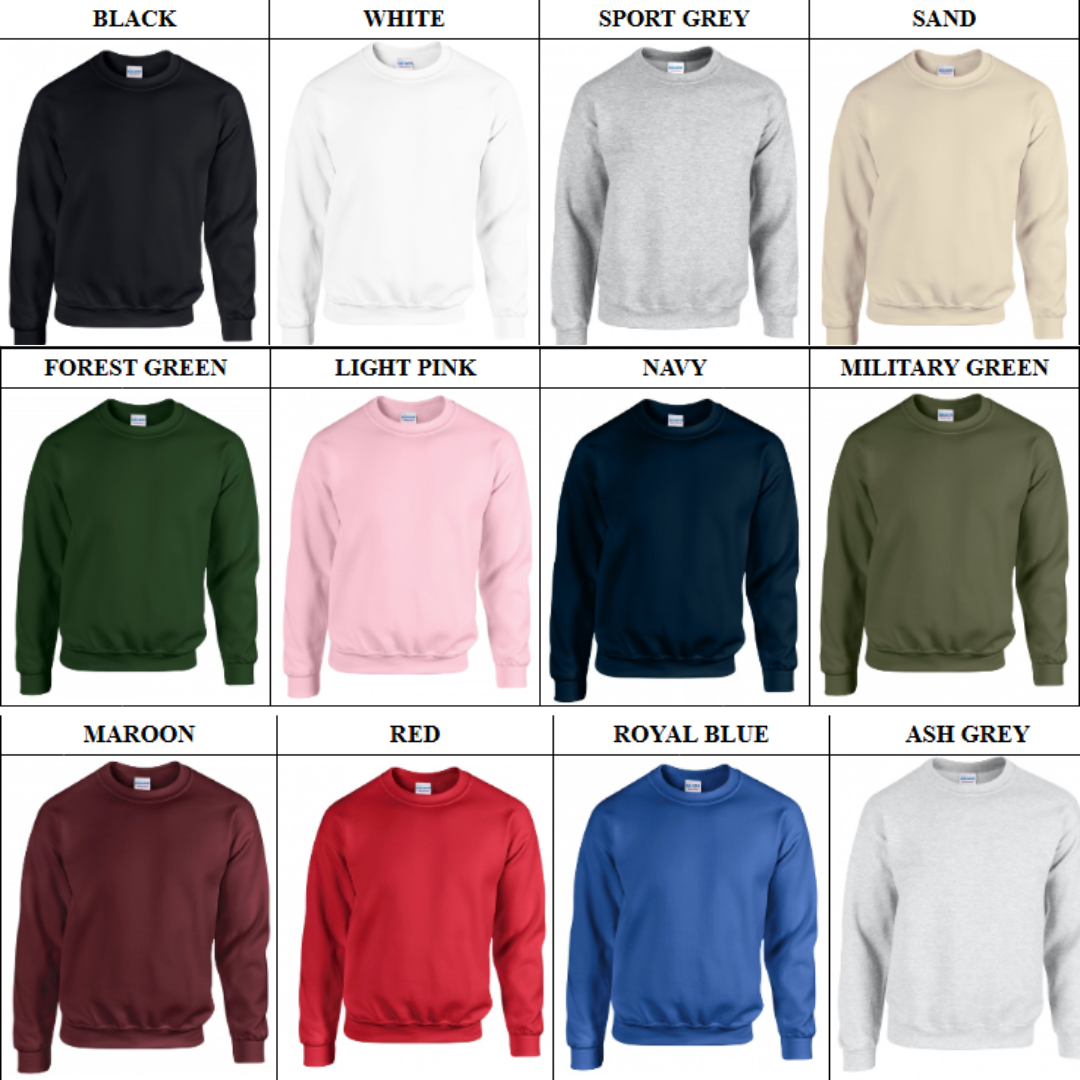 BLACK
WHITE
SPORT GREY
SAND
FOREST GREEN
LIGHT PINK
NAVY
MILITARY GREEN
MAROON
RED
ROYAL BLUE
ASH GREY